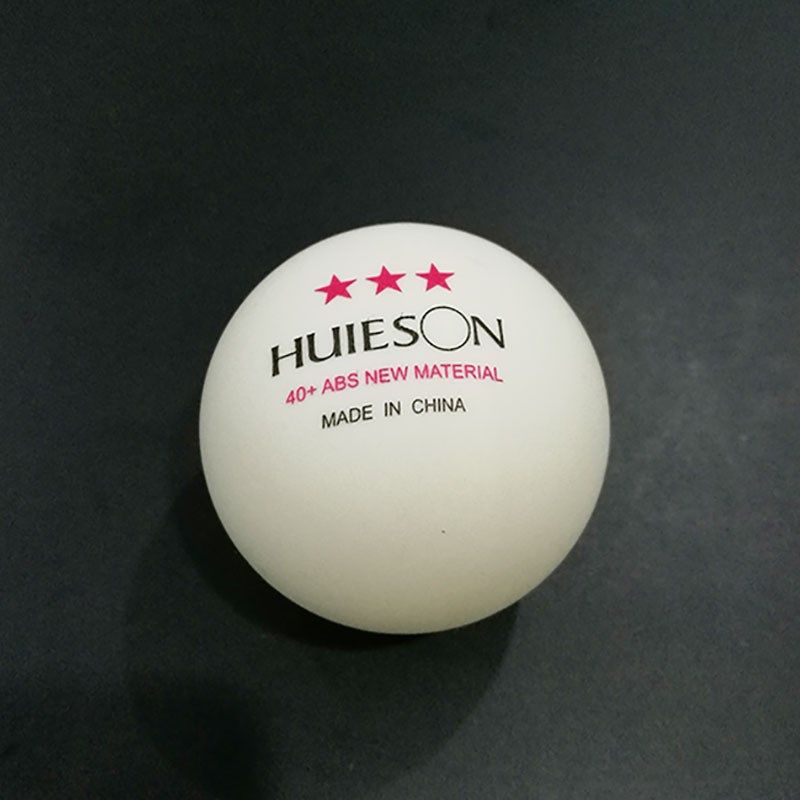 HUIESON
40+ ABS NEW MATERIAL
MADE IN CHINA